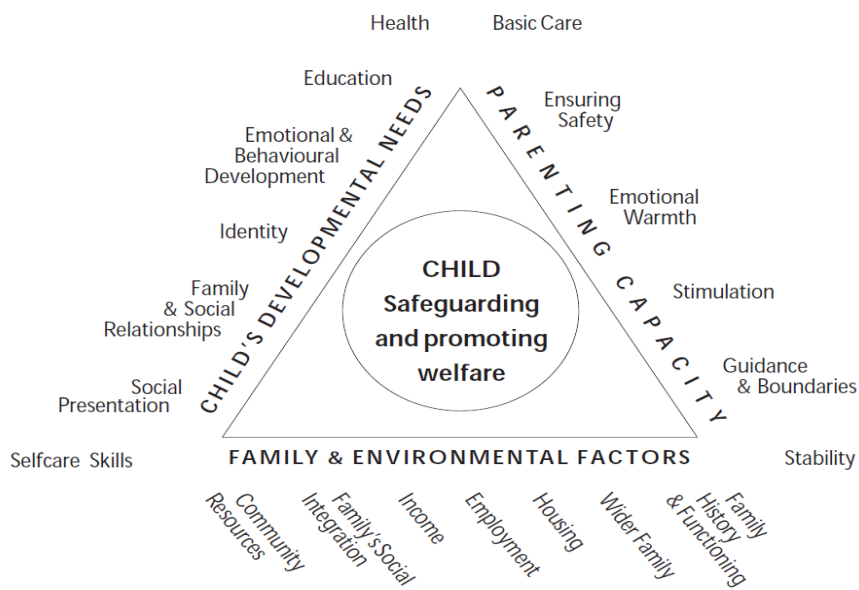 Health
Basic Care
Education
Ensuring
Safety
Emotional &
Behavioural
Development
Emotional
Warmth
Identity
Stimulation
Family
& Social
Relationships
Guidance
& Boundaries
Social
Presentation
Selfcare Skills
Stability
CHILD'S DEVELOPMENTAL NEEDS
PARENTING CAPACITY
CHILD
Safeguarding
and promoting
welfare
FAMILY & ENVIRONMENTAL FACTORS
Community
Resources
Family's Social
Integration
Income
Employment
Housing
Wider Family
Family
History
& Functioning